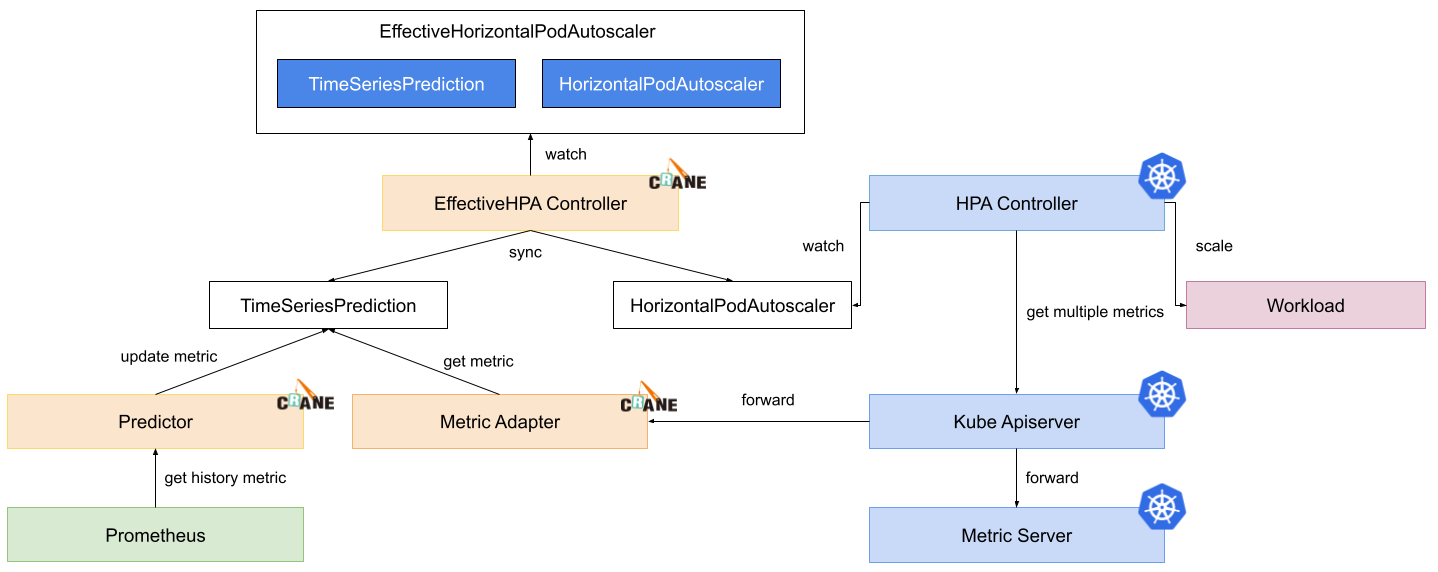 EffectiveHorizontalPodAutoscaler
TimeSeriesPrediction
HorizontalPodAutoscaler
watch
CRANE
EffectiveHPA Controller
HPA Controller
sync
watch
scale
TimeSeriesPrediction
HorizontalPodAutoscaler
Workload
get multiple metrics
update metric
get metric
CRANE
CRANE
Predictor
Metric Adapter
forward
Kube Apiserver
get history metric
forward
Prometheus
Metric Server